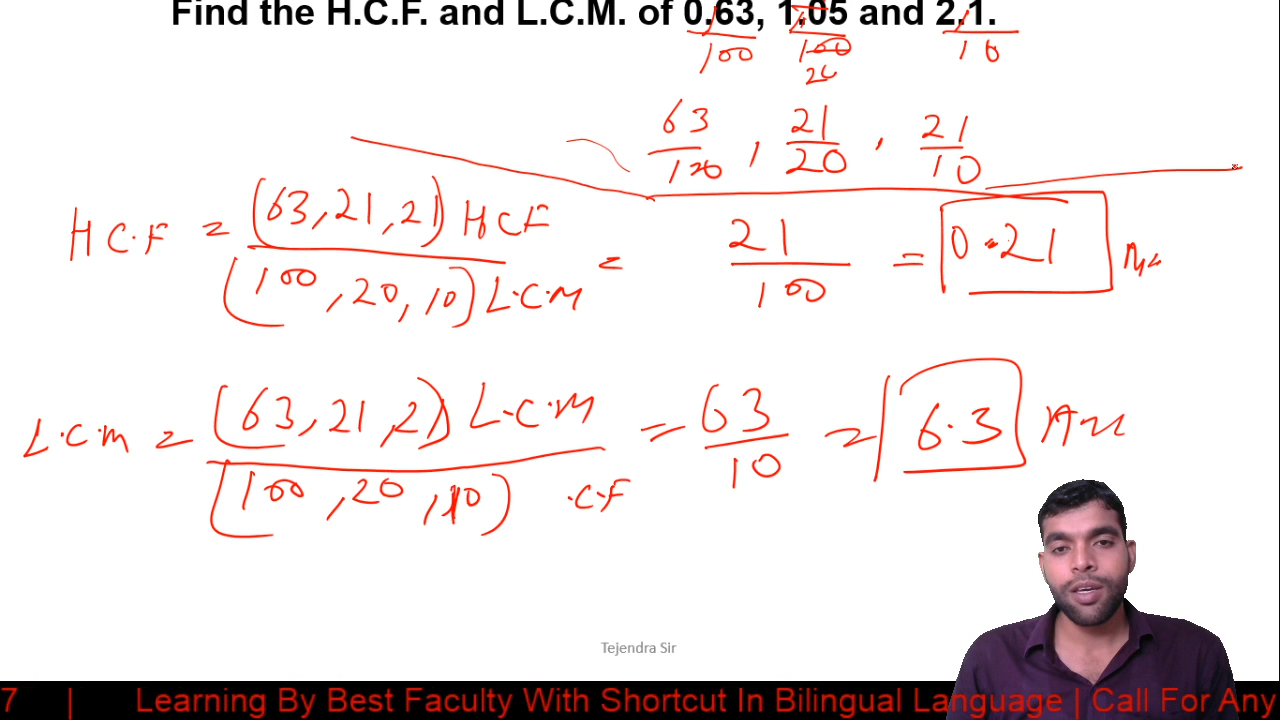 Find the H.C.F. and L.C.M. of 0.63, 1.05 and 2.1.
100 100 10
20
63/100 , 21/20 , 21/10
H C.F = (63, 21, 21) HCF / (100, 20, 10) L.C.M = 21/100 = 0.21
L.C.M = (63, 21, 21) L.C.M / (100, 20, 10) .C.F = 63/10 = 6.3 Ans
Tejendra Sir
7 | Learning By Best Faculty With Shortcut In Bilingual Language | Call For Any